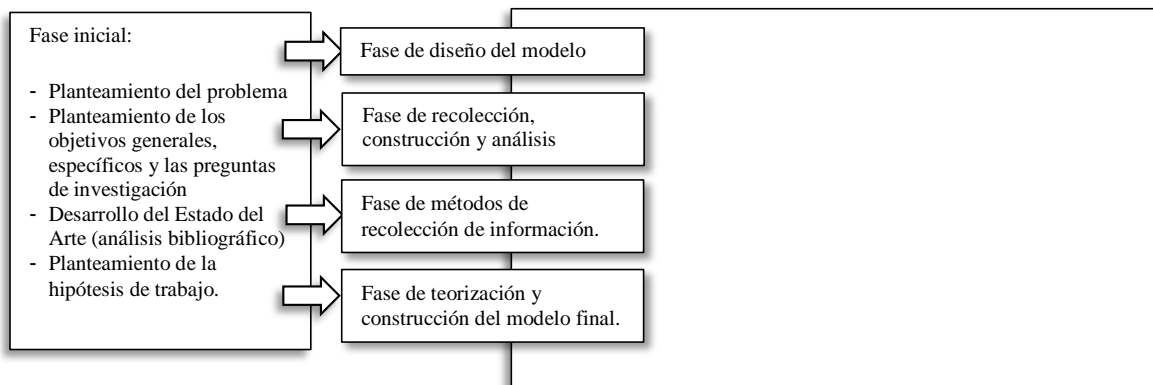 Fase inicial:
- Planteamiento del problema
- Planteamiento de los
objetivos generales,
específicos y las preguntas
de investigación
- Desarrollo del Estado del
Arte (análisis bibliográfico)
- Planteamiento de la
hipótesis de trabajo.
Fase de diseño del modelo
Fase de recolección,
construcción y análisis
Fase de métodos de
recolección de información.
Fase de teorización y
construcción del modelo final.